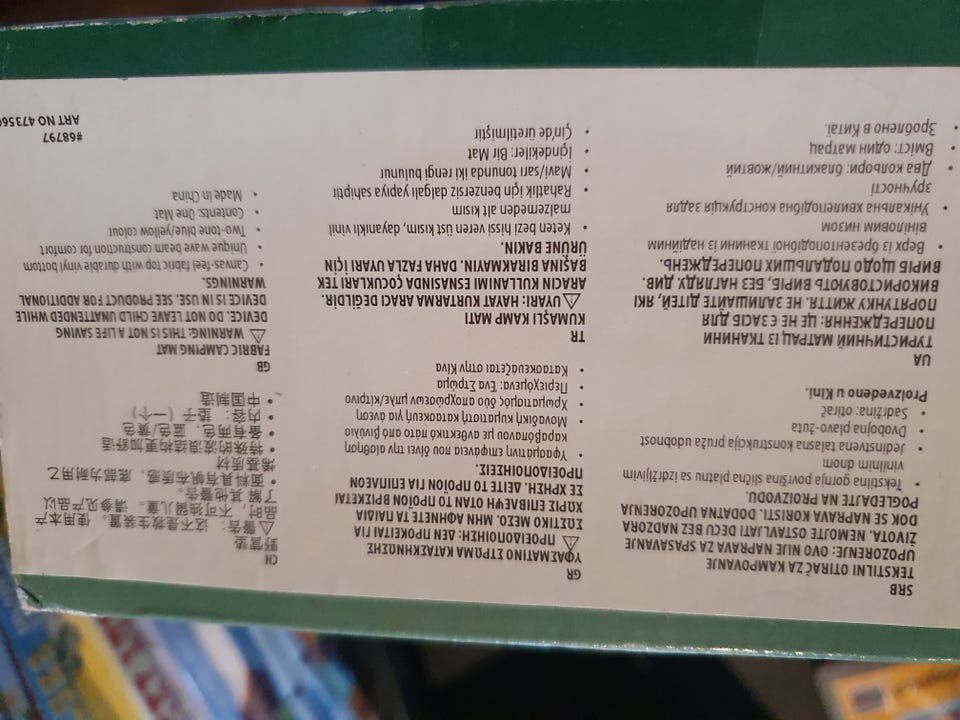 SRB
TEKSTILNI OTIRAČ ZA KAMPOVANJE
UPOZORENJE: OVO NIJE NAPRAVA ZA SPASAVANJE
ŽIVOTA. NEMOJTE OSTAVLJATI DECU BEZ NADZORA
DOK SE NAPRAVA KORISTI. DODATNA UPOZORENJA
POGLEDAJTE NA PROIZVODU.
• Tekstilna gornja površina slična platnu sa izdržljivim
vinilnim dnom
• Jedinstvena talasna konstrukcija pruža udobnost
• Dvobojna plavo-žuta
• Sadržina: otirač
Proizvedeno u Kini.
UA
ТУРИСТИЧНИЙ МАТРАЦ ІЗ ТКАНИНИ
ПОПЕРЕДЖЕННЯ: ЦЕ НЕ Є ЗАСІБ ДЛЯ
ПОРЯТУНКУ ЖИТТЯ. НЕ ЗАЛИШАЙТЕ ДІТЕЙ, ЯКІ
ВИКОРИСТОВУЮТЬ ВИРІБ, БЕЗ НАГЛЯДУ. ДИВ.
ВИРІБ ЩОДО ПОДАЛЬШИХ ПОПЕРЕДЖЕНЬ.
• Верх із брезентоподібної тканини із надійним
вініловим низом
• Унікальна хвилеподібна конструкція задля
зручності
• Два кольори: блакитний/жовтий
• Вміст: один матрац
• Зроблено в Китаї.
GR
ΥΦΑΣΜΑΤΙΝΟ ΣΤΡΩΜΑ ΚΑΤΑΣΚΗΝΩΣΗΣ
⚠ ΠΡΟΕΙΔΟΠΟΙΗΣΗ: ΔΕΝ ΠΡΟΚΕΙΤΑΙ ΓΙΑ
ΣΩΣΤΙΚΟ ΜΕΣΟ. ΜΗΝ ΑΦΗΝΕΤΕ ΤΑ ΠΑΙΔΙΑ
ΧΩΡΙΣ ΕΠΙΒΛΕΨΗ ΟΤΑΝ ΤΟ ΠΡΟΪΟΝ ΒΡΙΣΚΕΤΑΙ
ΣΕ ΧΡΗΣΗ. ΔΕΙΤΕ ΤΟ ΠΡΟΪΟΝ ΓΙΑ ΕΠΙΠΛΕΟΝ
ΠΡΟΕΙΔΟΠΟΙΗΣΕΙΣ.
• Υφασμάτινη επιφάνεια που δίνει την αίσθηση
καραβόπανου με ανθεκτικό πάτο από βινύλιο
• Μοναδική κυματιστή κατασκευή για άνεση
• Χρωματισμός δύο αποχρώσεων μπλε/κίτρινο
• Περιεχόμενα: Ένα Στρώμα
• Κατασκευάζεται στην Κίνα
TR
KUMAŞLI KAMP MATI
⚠ UYARI: HAYAT KURTARMA ARACI DEĞİLDİR.
ARACIN KULLANIMI ESNASINDA ÇOCUKLARI TEK
BAŞINA BIRAKMAYIN. DAHA FAZLA UYARI İÇİN
ÜRÜNE BAKIN.
• Keten bezi hissi veren üst kısım, dayanıklı vinil
malzemeden alt kısım
• Rahatlık için benzersiz dalgalı yapıya sahiptir
• Mavi/sarı tonunda iki rengi bulunur
• İçindekiler: Bir Mat
• Çin'de üretilmiştir
CN
野营垫
⚠ 警告：这不是救生装置。使用本产
品时，不可留儿童。请参见产品以
了解其他警告。
• 面料具有帆布质感，底部为耐用乙
烯基质材
• 特殊的波浪结构更加舒适
• 备有两色，蓝色/黄色
• 内容：垫子（一个）
• 中国制造
GB
FABRIC CAMPING MAT
⚠ WARNING: THIS IS NOT A LIFE SAVING
DEVICE. DO NOT LEAVE CHILD UNATTENDED WHILE
DEVICE IS IN USE. SEE PRODUCT FOR ADDITIONAL
WARNINGS.
• Canvas-feel-fabric top with durable vinyl bottom
• Unique wave beam construction for comfort
• Two-tone- blue/yellow colour
• Contents: One Mat
• Made in China
#68797
ART NO 47356